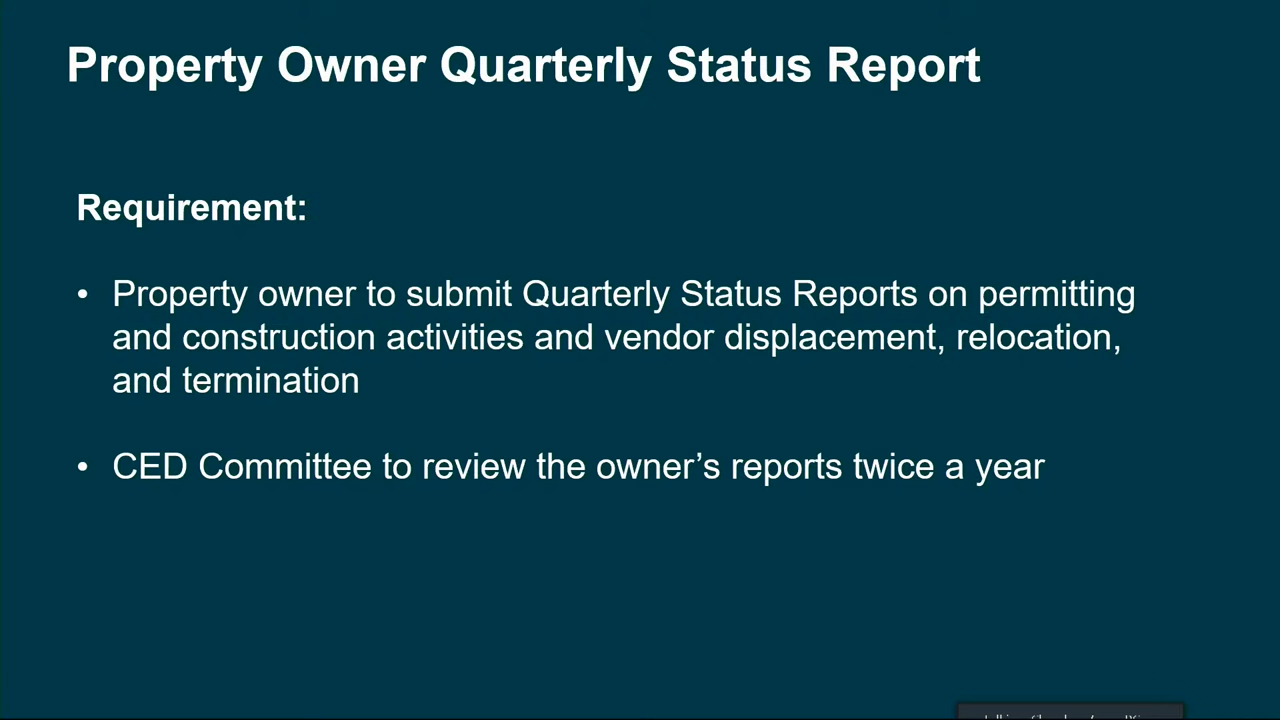 Property Owner Quarterly Status Report
Requirement:
• Property owner to submit Quarterly Status Reports on permitting
and construction activities and vendor displacement, relocation,
and termination
• CED Committee to review the owner’s reports twice a year